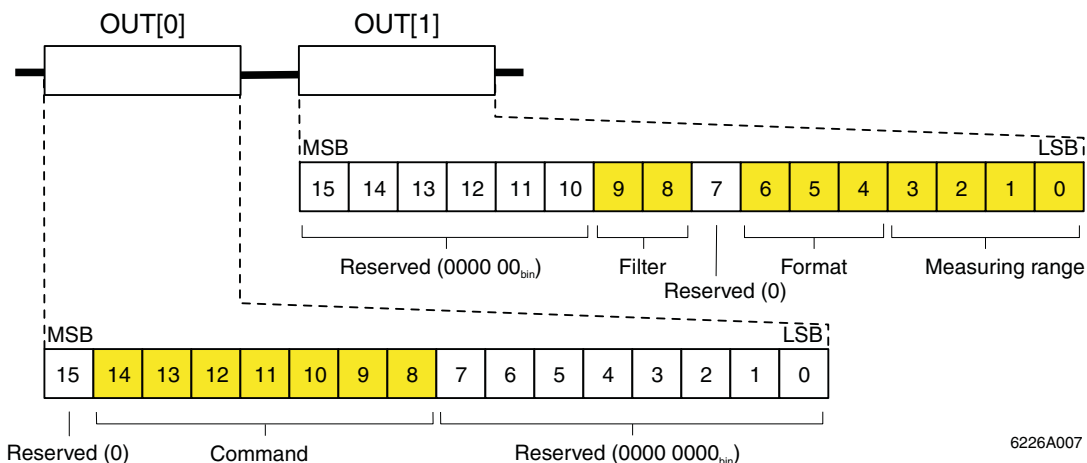 OUT[0] OUT[1]
MSB LSB
15 14 13 12 11 10 9 8 7 6 5 4 3 2 1 0
Reserved (0000 00bin) Filter Format Measuring range
Reserved (0)
MSB LSB
15 14 13 12 11 10 9 8 7 6 5 4 3 2 1 0
Reserved (0) Command Reserved (0000 0000bin) 6226A007